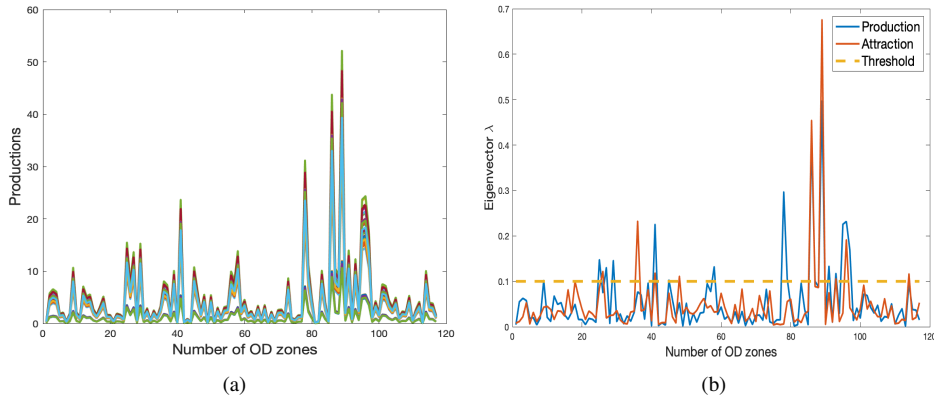 60
50
40
30
20
10
0
Productions
0 20 40 60 80 100 120
Number of OD zones
(a)
0.7
0.6
0.5
0.4
0.3
0.2
0.1
0
Eigenvector λ
Production
Attraction
Threshold
0 20 40 60 80 100 120
Number of OD zones
(b)